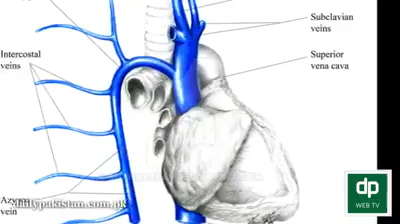 Subclavian
veins
Intercostal
veins
Superior
vena cava
Azygos
vein
dailypakistan.com.pk
dp
WEB TV